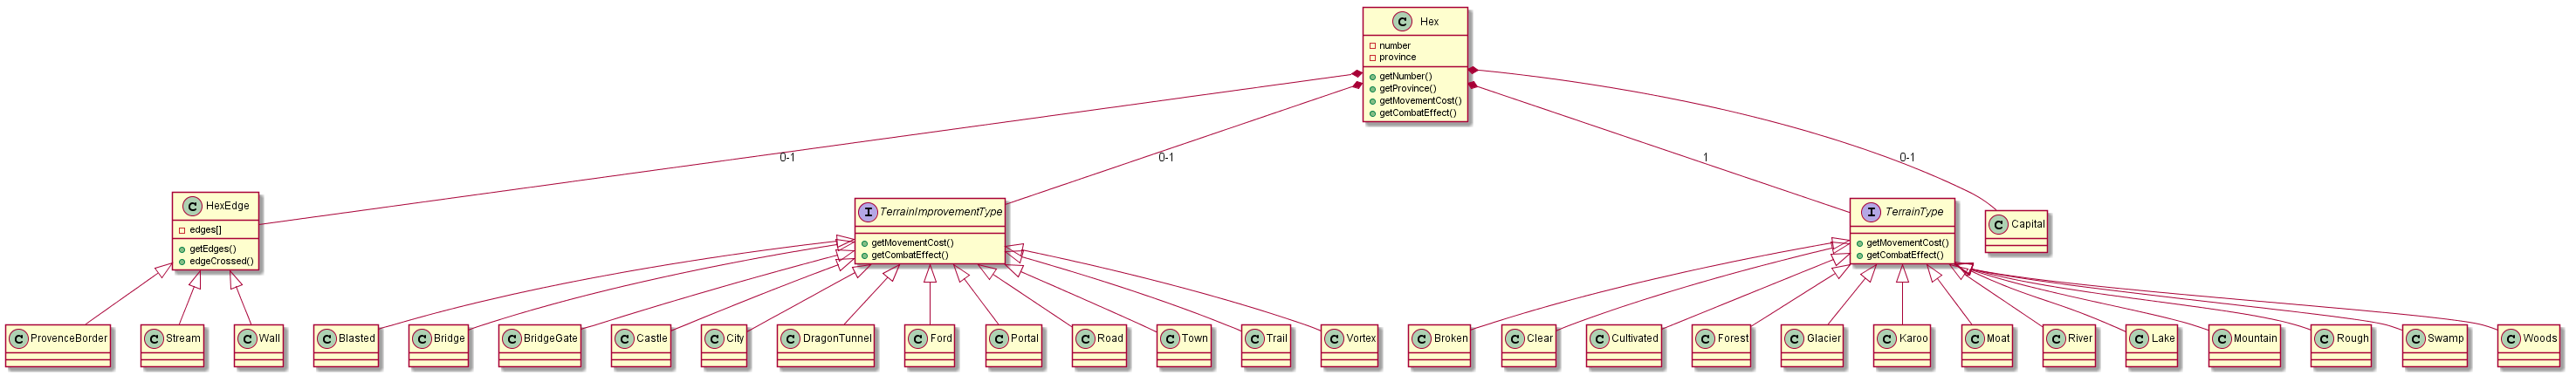 C Hex
number
province
getNumber()
getProvince()
getMovementCost()
getCombatEffect()
0-1
0-1
1
0-1
C HexEdge
edges[]
getEdges()
edgeCrossed()
I TerrainImprovementType
getMovementCost()
getCombatEffect()
I TerrainType
getMovementCost()
getCombatEffect()
C Capital
C ProvenceBorder
C Stream
C Wall
C Blasted
C Bridge
C BridgeGate
C Castle
C City
C DragonTunnel
C Ford
C Portal
C Road
C Town
C Trail
C Vortex
C Broken
C Clear
C Cultivated
C Forest
C Glacier
C Karoo
C Moat
C River
C Lake
C Mountain
C Rough
C Swamp
C Woods